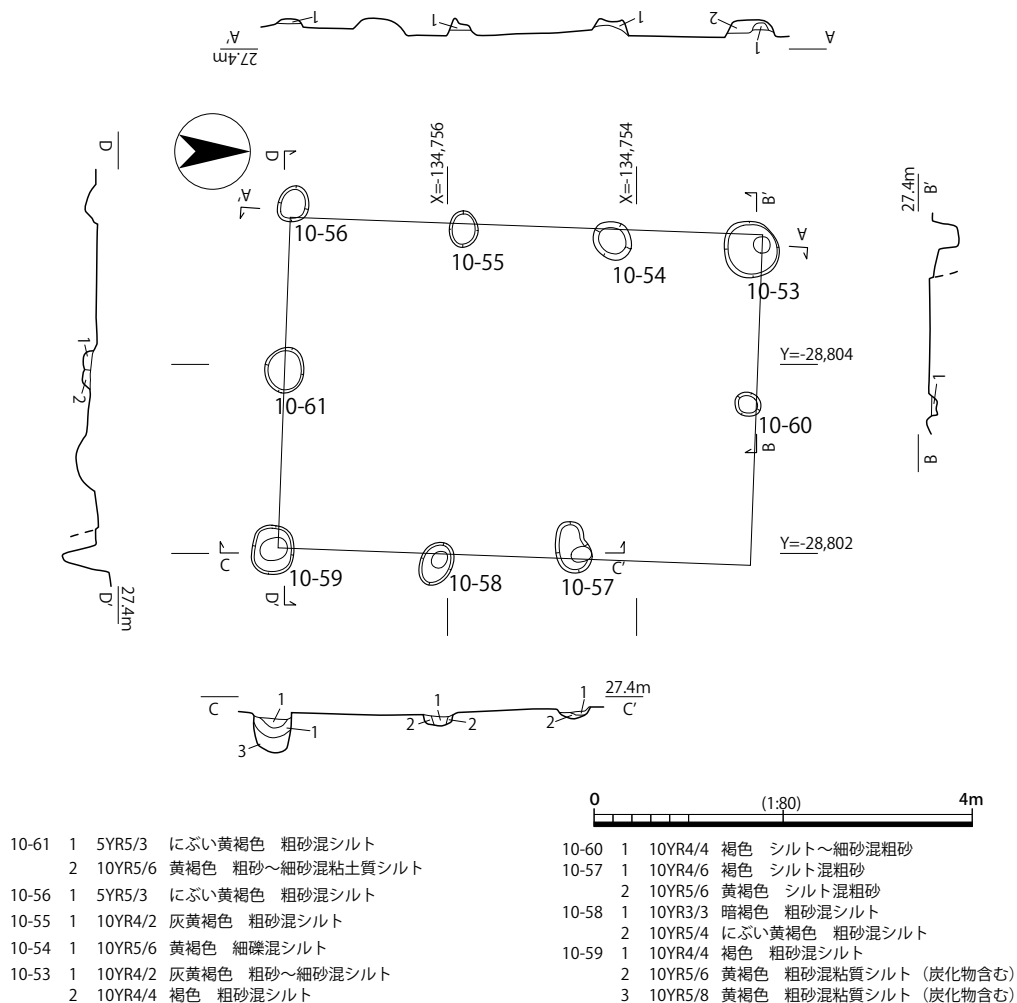 1
1
1
2
1
A'
27.4m
A
D
D
A'
X=-134,756
X=-134,754
B'
A
27.4m
B'
10-56
10-55
10-54
10-53
Y=-28,804
1
2
10-61
10-60
B
1
B
Y=-28,802
C
10-59
10-58
10-57
C'
D'
D'
27.4m
C
1
1
3
1
2
2
1
2
27.4m
C'
0
(1:80)
4m
10-61 1 5YR5/3 にぶい黄褐色 粗砂混シルト
2 10YR5/6 黄褐色 粗砂～細砂混粘土質シルト
10-56 1 5YR5/3 にぶい黄褐色 粗砂混シルト
10-55 1 10YR4/2 灰黄褐色 粗砂混シルト
10-54 1 10YR5/6 黄褐色 細礫混シルト
10-53 1 10YR4/2 灰黄褐色 粗砂～細砂混シルト
2 10YR4/4 褐色 粗砂混シルト
10-60 1 10YR4/4 褐色 シルト～細砂混粗砂
10-57 1 10YR4/6 褐色 シルト混粗砂
2 10YR5/6 黄褐色 シルト混粗砂
10-58 1 10YR3/3 暗褐色 粗砂混シルト
2 10YR5/4 にぶい黄褐色 粗砂混シルト
10-59 1 10YR4/4 褐色 粗砂混シルト
2 10YR5/6 黄褐色 粗砂混粘質シルト（炭化物含む）
3 10YR5/8 黄褐色 粗砂混粘質シルト（炭化物含む）